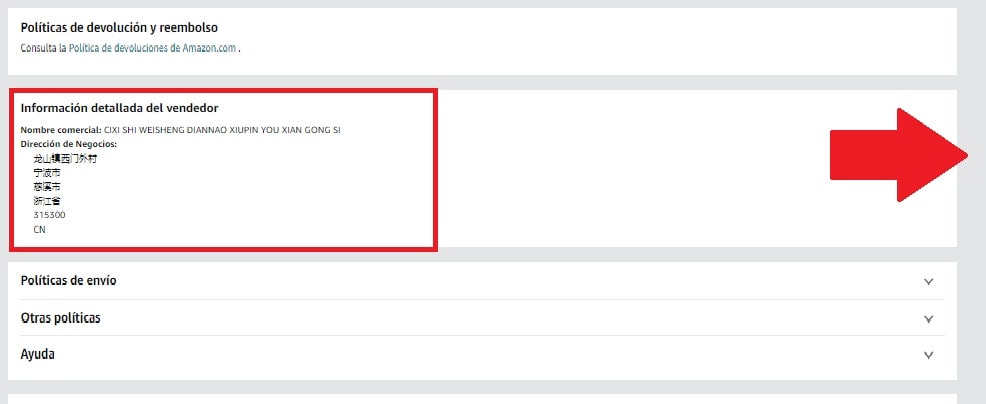 Políticas de devolución y reembolso
Consulta la Política de devoluciones de Amazon.com .
Información detallada del vendedor
Nombre comercial: CIXI SHI WEISHENG DIANNAO XIUPIN YOU XIAN GONG SI
Dirección de Negocios:
龙山镇西门外村
宁波市
慈溪市
浙江省
315300
CN
Políticas de envío
Otras políticas
Ayuda